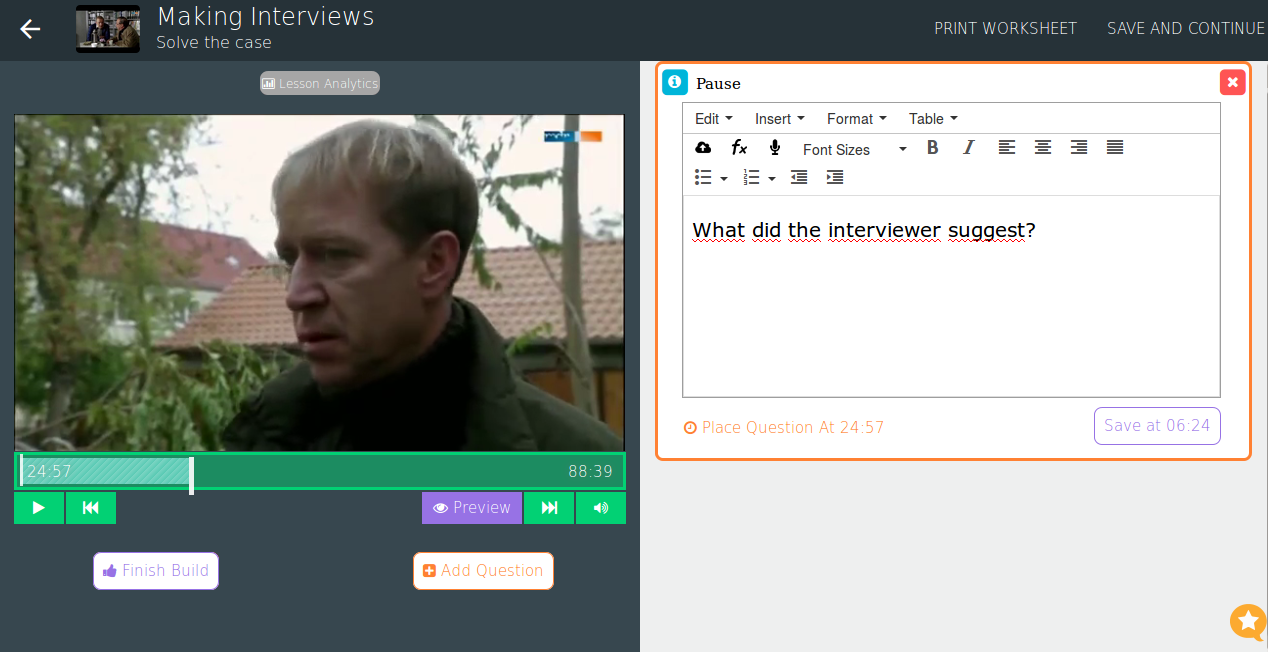 Making Interviews
Solve the case
PRINT WORKSHEET
SAVE AND CONTINUE
Lesson Analytics
24:57
88:39
Preview
Finish Build
Add Question
Pause
Edit Insert Format Table
fx Font Sizes B I
What did the interviewer suggest?
Place Question At 24:57
Save at 06:24